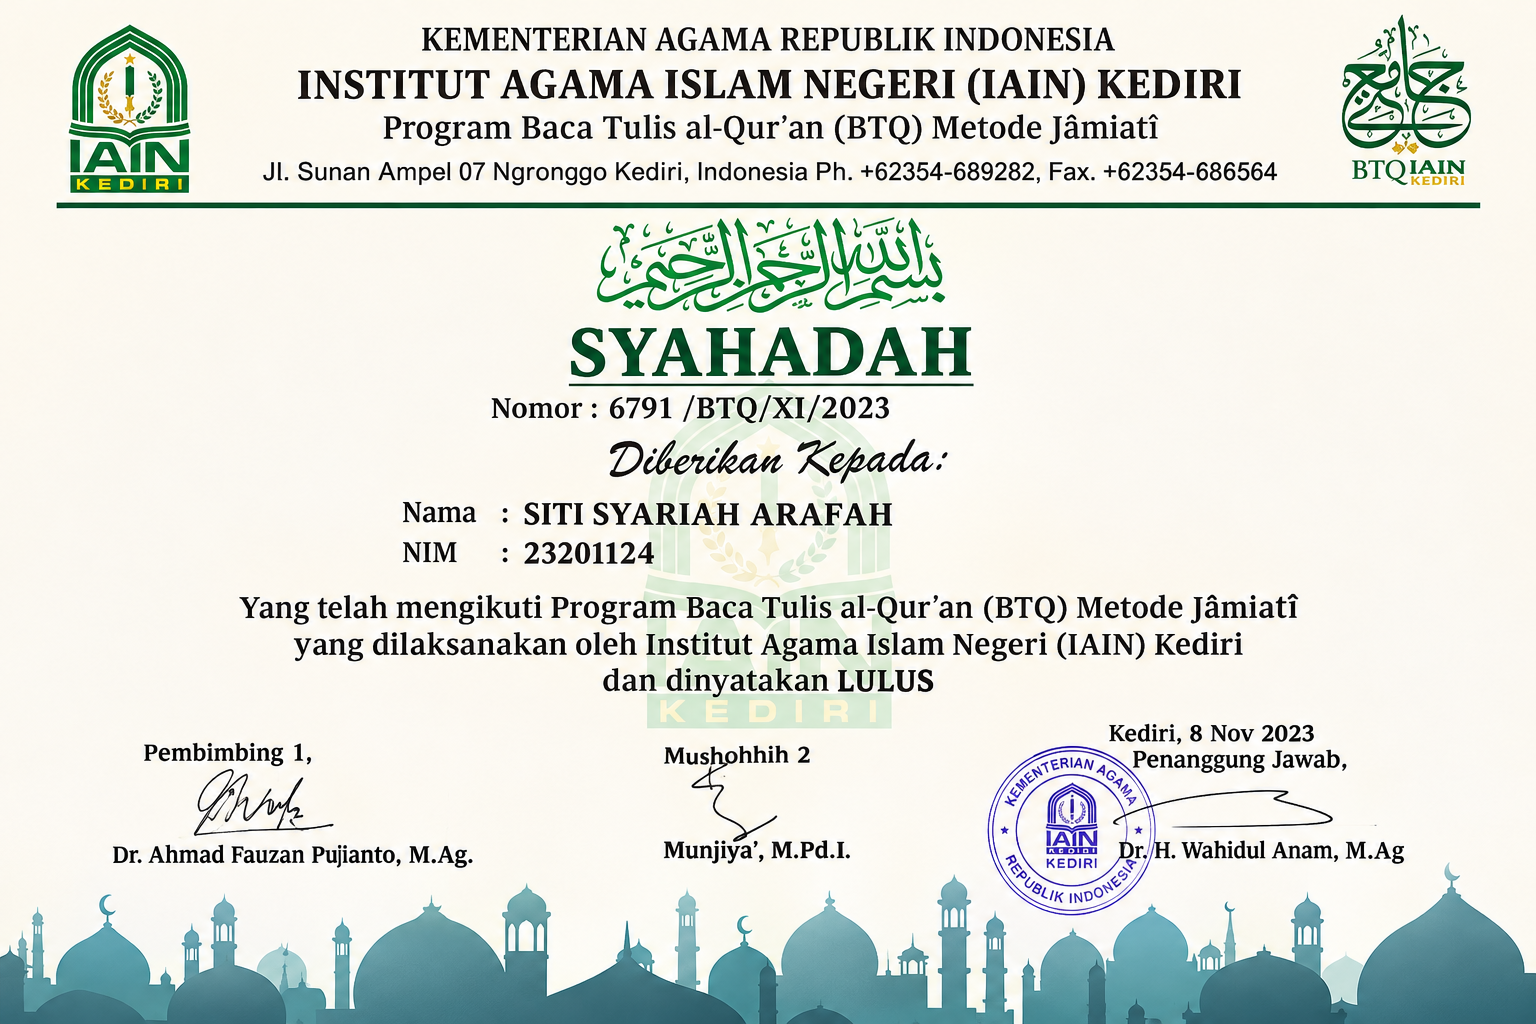 KEMENTERIAN AGAMA REPUBLIK INDONESIA
INSTITUT AGAMA ISLAM NEGERI (IAIN) KEDIRI
Program Baca Tulis al-Qur’an (BTQ) Metode Jâmiatî
Jl. Sunan Ampel 07 Ngronggo Kediri, Indonesia Ph. +62354-689282, Fax. +62354-686564
IAIN
KEDIRI
BTQ IAIN
KEDIRI
بسم الله الرحمن الرحيم
SYAHADAH
Nomor : 6791 /BTQ/XI/2023
Diberikan Kepada:
Nama : SITI SYARIAH ARAFAH
NIM : 23201124
Yang telah mengikuti Program Baca Tulis al-Qur’an (BTQ) Metode Jâmiatî
yang dilaksanakan oleh Institut Agama Islam Negeri (IAIN) Kediri
dan dinyatakan LULUS
IAIN
KEDIRI
Pembimbing 1,
Dr. Ahmad Fauzan Pujianto, M.Ag.
Mushohhih 2
Munjiya’, M.Pd.I.
Kediri, 8 Nov 2023
Penanggung Jawab,
Dr. H. Wahidul Anam, M.Ag
KEMENTERIAN AGAMA
IAIN
KEDIRI
KEDIRI
REPUBLIK INDONESIA